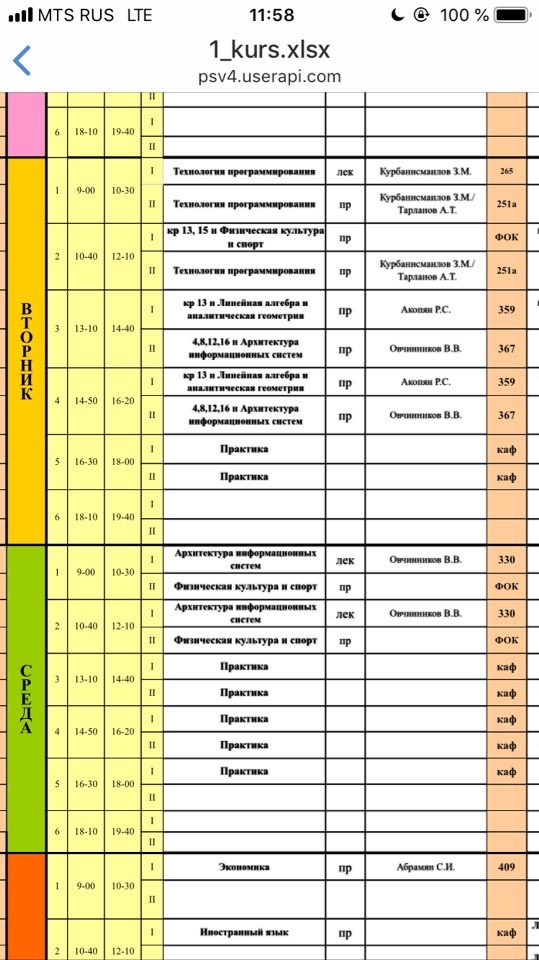 MTS RUS LTE 11:58 100 %
1_kurs.xlsx
psv4.userapi.com
II
6 18-10 19-40 I
II
ВТОРНИК
1 9-00 10-30 I Технология программирования лек Курбанисмаилов З.М. 265
II Технология программирования пр Курбанисмаилов З.М./ Тарланов А.Т. 251а
2 10-40 12-10 I кр 13, 15 н Физическая культура и спорт пр ФОК
II Технология программирования пр Курбанисмаилов З.М./ Тарланов А.Т. 251а
3 13-10 14-40 I кр 13 н Линейная алгебра и аналитическая геометрия пр Акопян Р.С. 359
II 4,8,12,16 н Архитектура информационных систем пр Овчинников В.В. 367
4 14-50 16-20 I кр 13 н Линейная алгебра и аналитическая геометрия пр Акопян Р.С. 359
II 4,8,12,16 н Архитектура информационных систем пр Овчинников В.В. 367
5 16-30 18-00 I Практика каф
II Практика каф
6 18-10 19-40 I
II
СРЕДА
1 9-00 10-30 I Архитектура информационных систем лек Овчинников В.В. 330
II Физическая культура и спорт пр ФОК
2 10-40 12-10 I Архитектура информационных систем лек Овчинников В.В. 330
II Физическая культура и спорт пр ФОК
3 13-10 14-40 I Практика каф
II Практика каф
4 14-50 16-20 I Практика каф
II Практика каф
5 16-30 18-00 I Практика каф
II
6 18-10 19-40 I
II
1 9-00 10-30 I Экономика пр Абрамян С.И. 409
II
2 10-40 12-10 I Иностранный язык пр каф